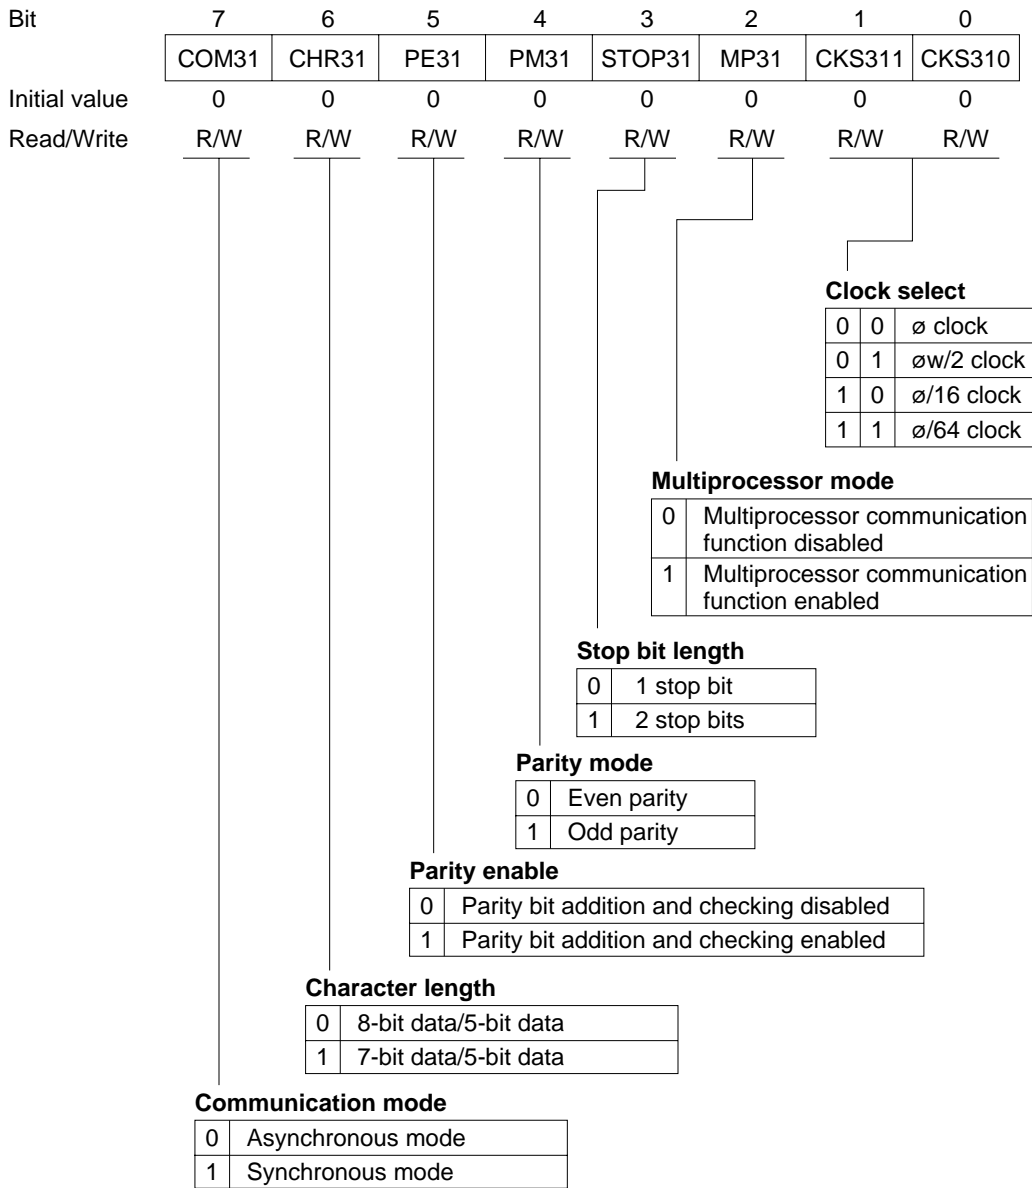 Bit 7 6 5 4 3 2 1 0
COM31 CHR31 PE31 PM31 STOP31 MP31 CKS311 CKS310
Initial value 0 0 0 0 0 0 0 0
Read/Write R/W R/W R/W R/W R/W R/W R/W R/W
Clock select
0 0 ø clock
0 1 øw/2 clock
1 0 ø/16 clock
1 1 ø/64 clock
Multiprocessor mode
0 Multiprocessor communication
function disabled
1 Multiprocessor communication
function enabled
Stop bit length
0 1 stop bit
1 2 stop bits
Parity mode
0 Even parity
1 Odd parity
Parity enable
0 Parity bit addition and checking disabled
1 Parity bit addition and checking enabled
Character length
0 8-bit data/5-bit data
1 7-bit data/5-bit data
Communication mode
0 Asynchronous mode
1 Synchronous mode